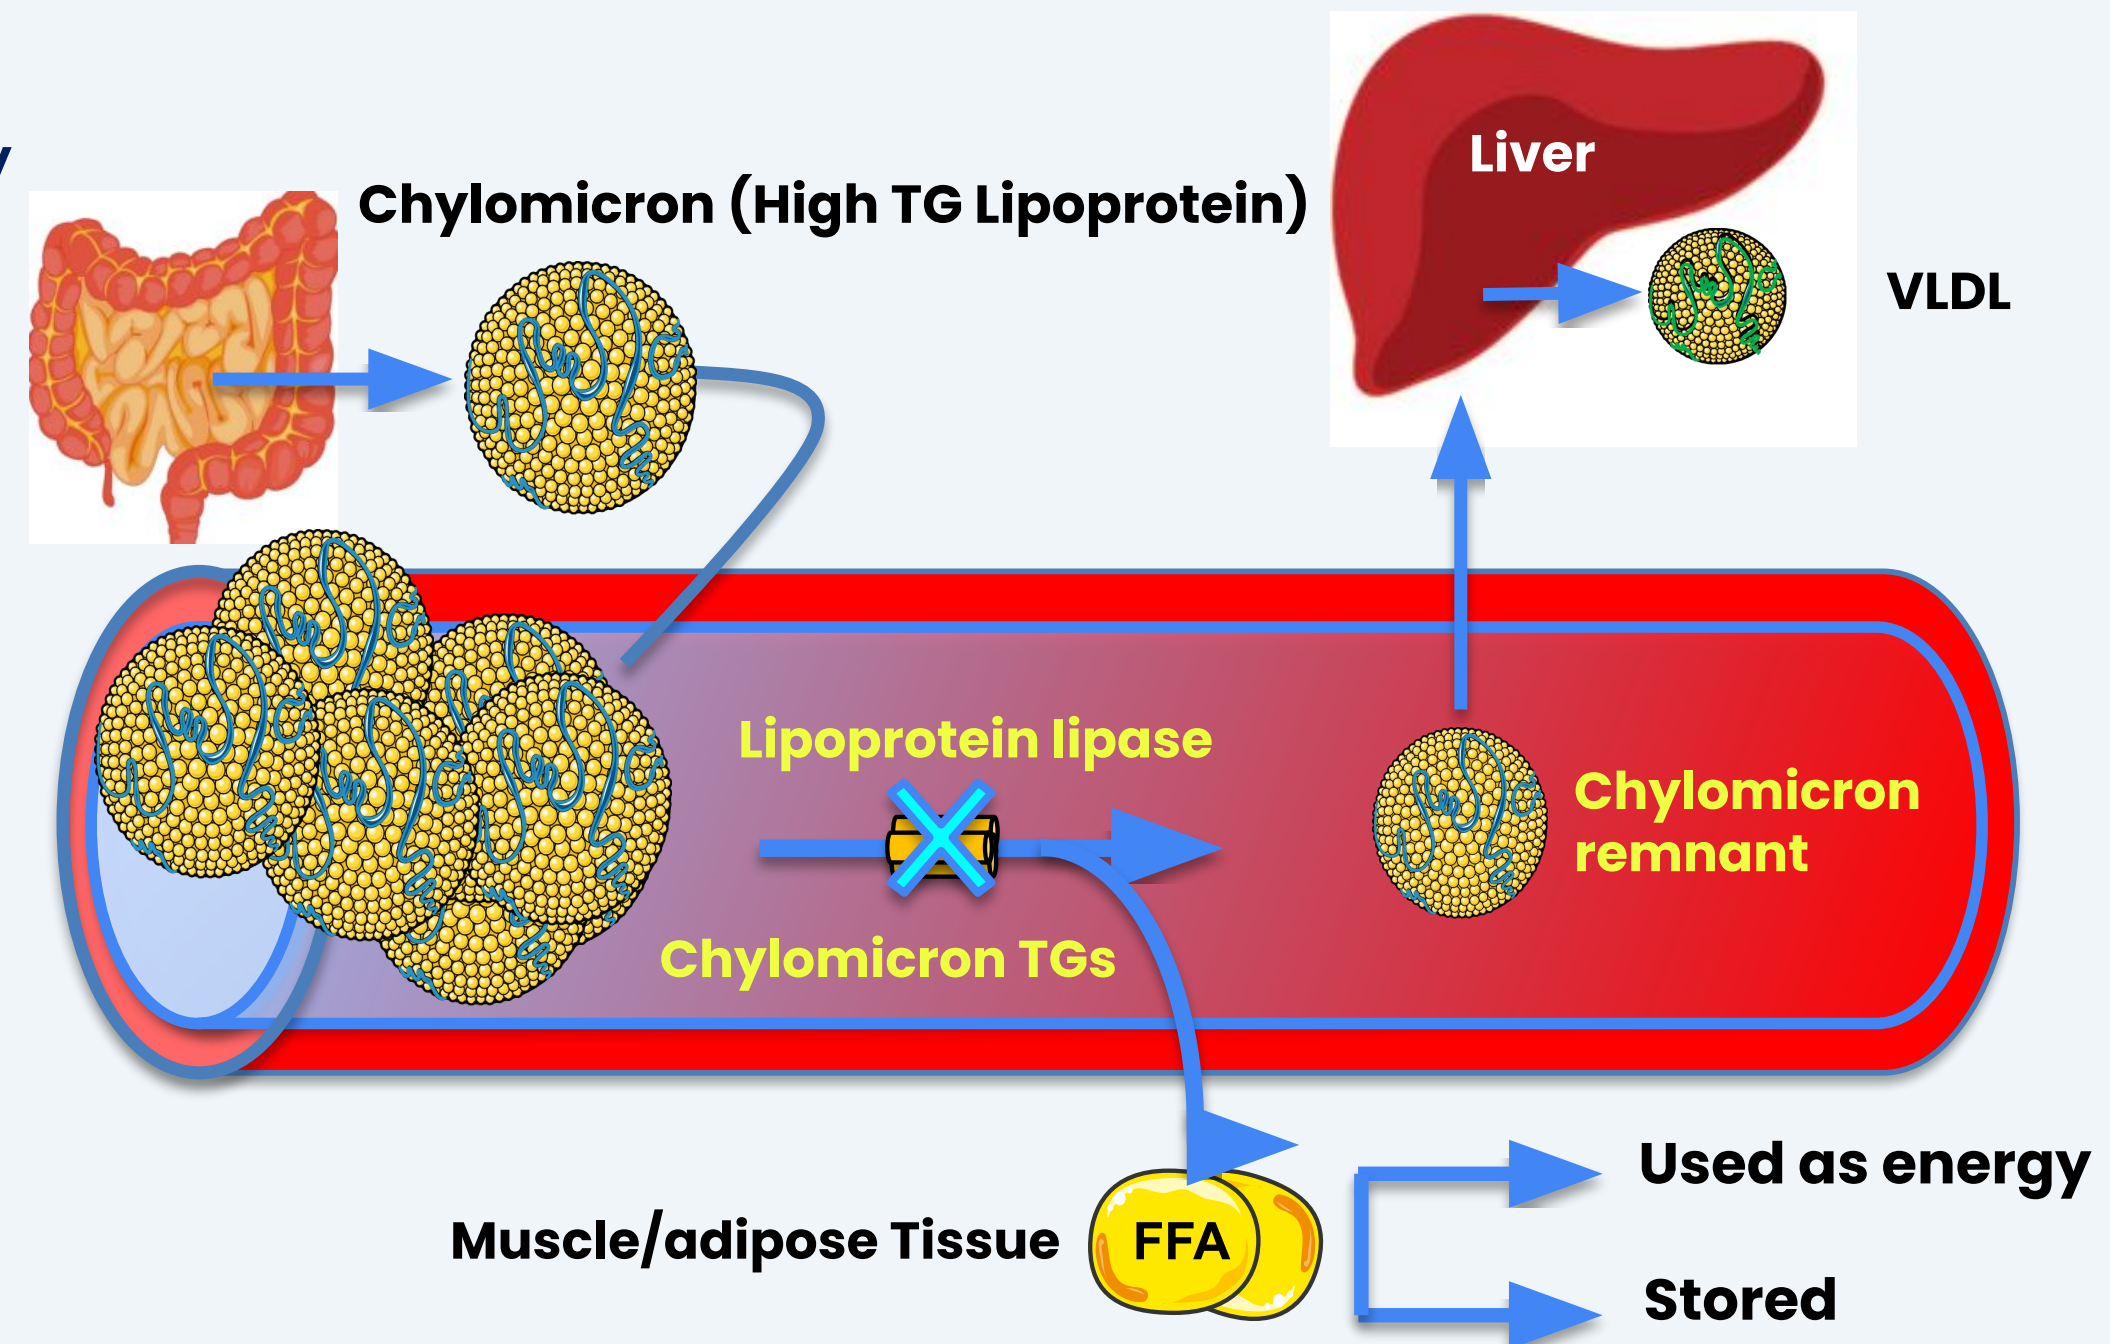 Liver
Chylomicron (High TG Lipoprotein)
VLDL
Lipoprotein lipase
Chylomicron
remnant
Chylomicron TGs
Used as energy
Muscle/adipose Tissue
FFA
Stored